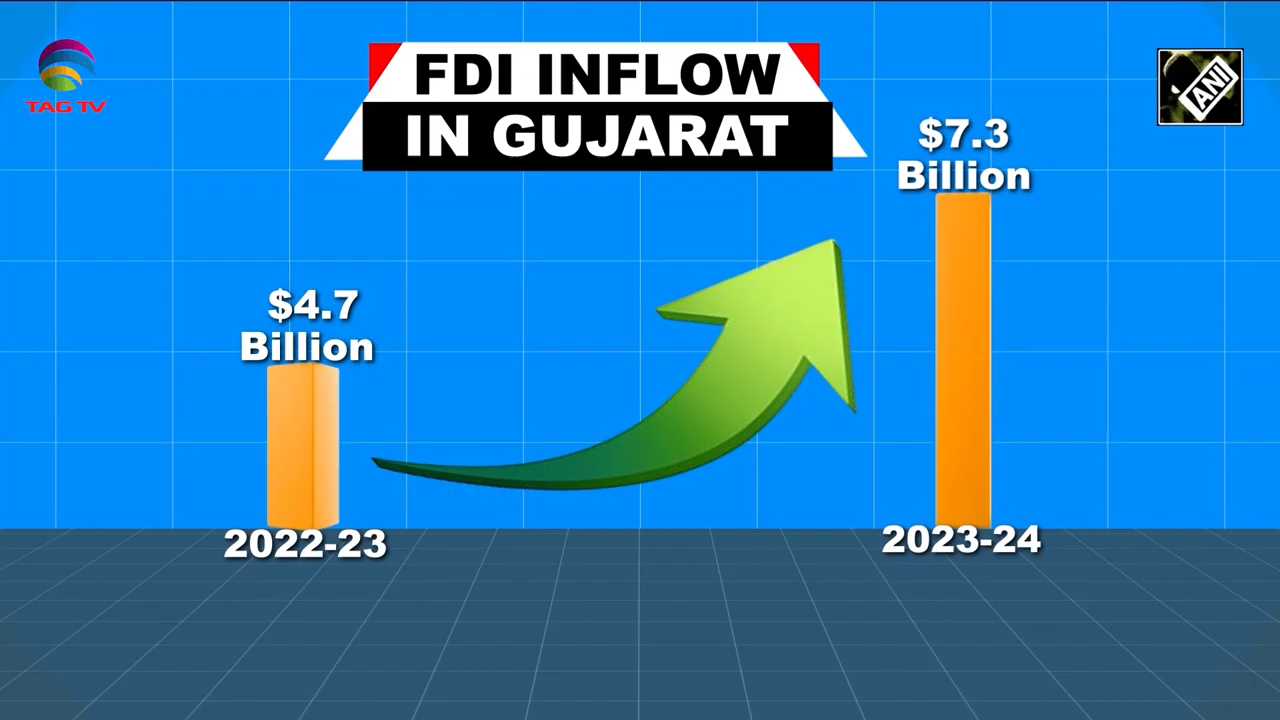 TAG TV
FDI INFLOW
IN GUJARAT
ANI
$7.3
Billion
$4.7
Billion
2022-23
2023-24